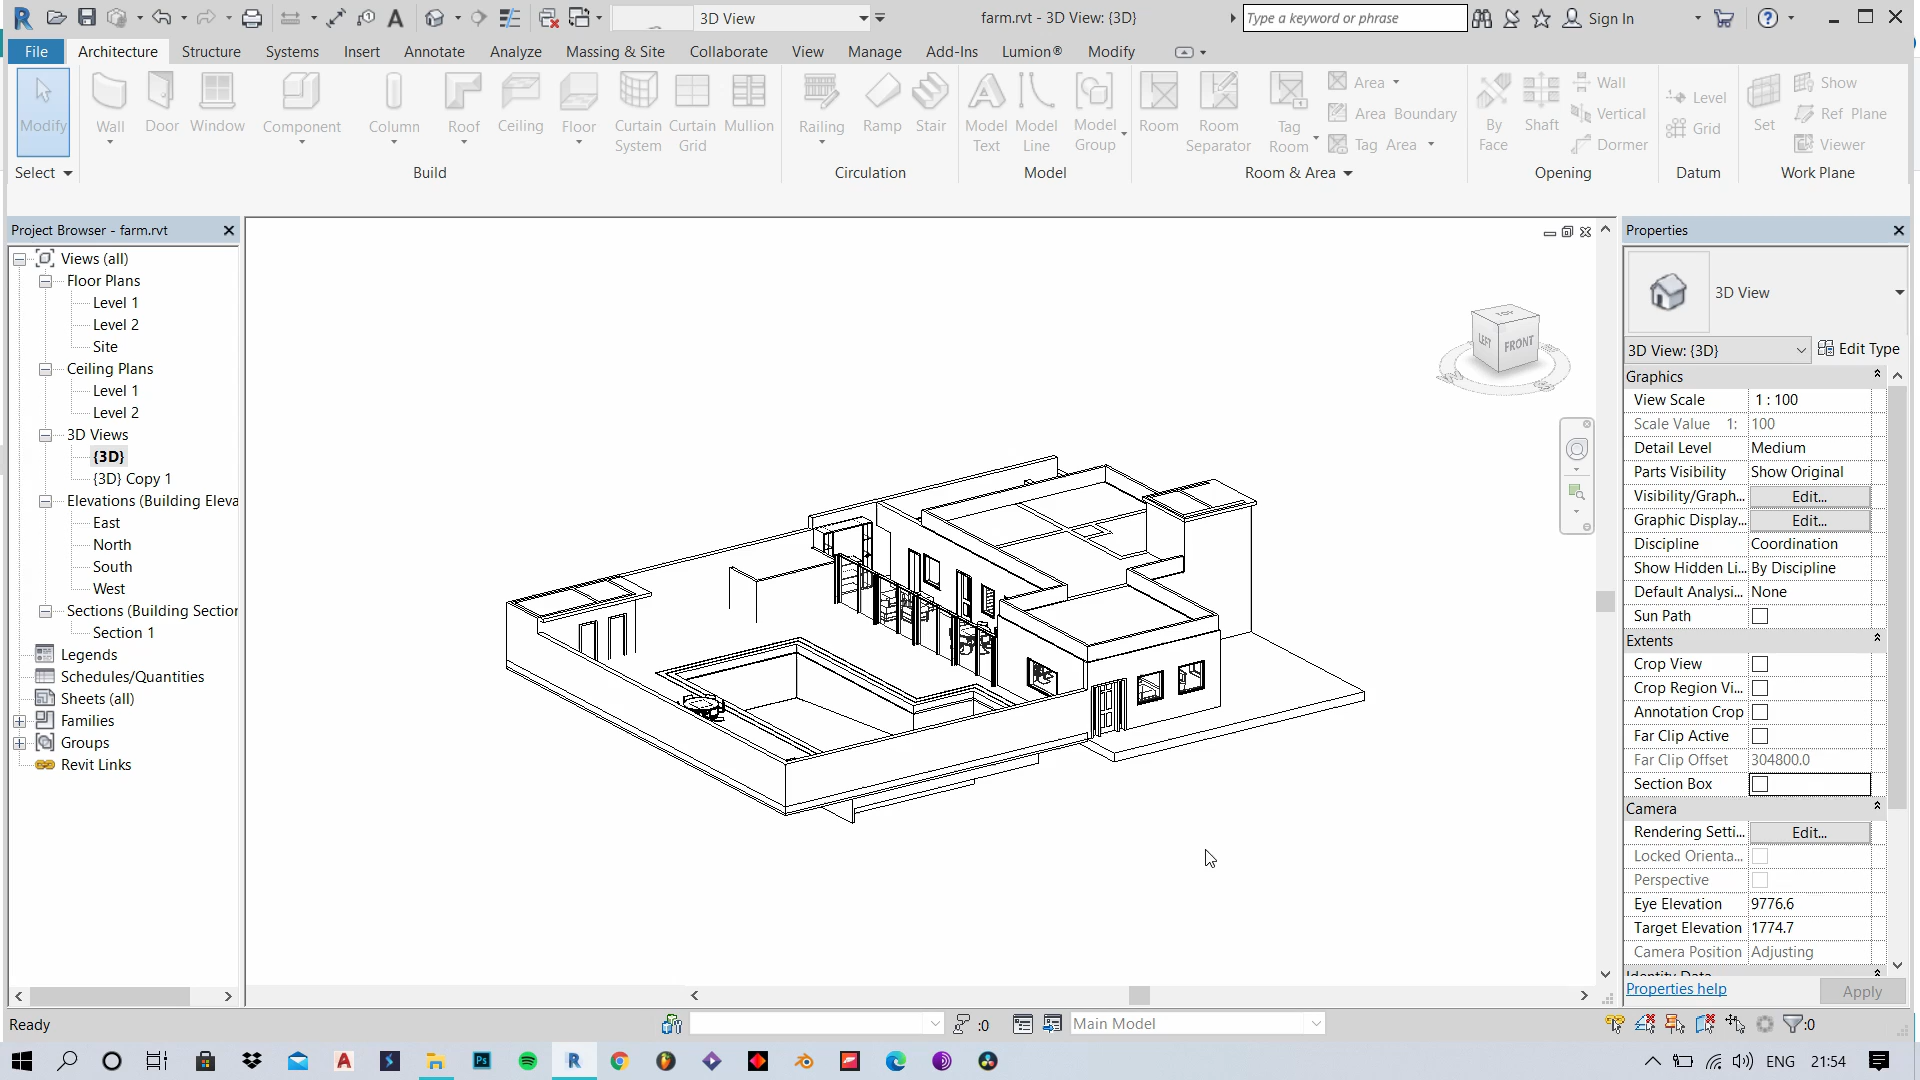 3D View
farm.rvt - 3D View: {3D}
Type a keyword or phrase
Sign In
File Architecture Structure Systems Insert Annotate Analyze Massing & Site Collaborate View Manage Add-Ins Lumion® Modify
Modify
Wall
Door
Window
Component
Column
Roof
Ceiling
Floor
Curtain
System
Curtain
Grid
Mullion
Railing
Ramp
Stair
Model
Text
Model
Line
Model
Group
Room
Room
Separator
Tag
Room
Area
Area Boundary
Tag Area
By
Face
Shaft
Wall
Vertical
Dormer
Level
Grid
Set
Show
Ref Plane
Viewer
Select
Build
Circulation
Model
Room & Area
Opening
Datum
Work Plane
Project Browser - farm.rvt
Views (all)
Floor Plans
Level 1
Level 2
Site
Ceiling Plans
Level 1
Level 2
3D Views
{3D}
{3D} Copy 1
Elevations (Building Eleva
East
North
South
West
Sections (Building Section
Section 1
Legends
Schedules/Quantities
Sheets (all)
Families
Groups
Revit Links
TOP
LEFT
FRONT
Properties
3D View
3D View: {3D}
Edit Type
Graphics
View Scale 1 : 100
Scale Value 1: 100
Detail Level Medium
Parts Visibility Show Original
Visibility/Graph... Edit...
Graphic Display... Edit...
Discipline Coordination
Show Hidden Li... By Discipline
Default Analysi... None
Sun Path
Extents
Crop View
Crop Region Vi...
Annotation Crop
Far Clip Active
Far Clip Offset 304800.0
Section Box
Camera
Rendering Setti... Edit...
Locked Orienta...
Perspective
Eye Elevation 9776.6
Target Elevation 1774.7
Camera Position Adjusting
Identity Data
Properties help
Apply
Ready
:0
Main Model
:0
ENG
21:54